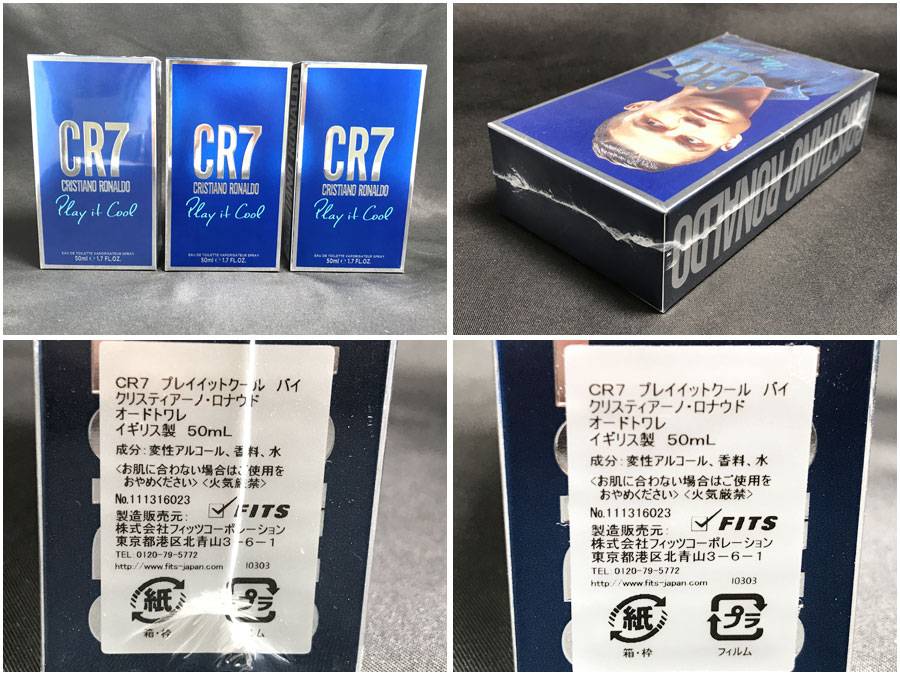 CR7
CRISTIANO RONALDO
Play it Cool
EAU DE TOILETTE VAPORISATEUR SPRAY
50ml e 1.7 FL.OZ.
CR7
CRISTIANO RONALDO
Play it Cool
EAU DE TOILETTE VAPORISATEUR SPRAY
50ml e 1.7 FL.OZ.
CR7
CRISTIANO RONALDO
Play it Cool
EAU DE TOILETTE VAPORISATEUR SPRAY
50ml e 1.7 FL.OZ.
CR7
Play it Cool
CRISTIANO RONALDO
CR7 プレイイットクール バイ
クリスティアーノ・ロナウド
オードトワレ
イギリス製 50mL
成分:変性アルコール、香料、水
<お肌に合わない場合はご使用を
おやめください> <火気厳禁>
No.111316023
製造販売元: FITS
株式会社フィッツコーポレーション
東京都港区北青山3-6-1
TEL: 0120-79-5772
http://www.fits-japan.com 10303
紙 プラ
箱・枠 フィルム
CR7 プレイイットクール バイ
クリスティアーノ・ロナウド
オードトワレ
イギリス製 50mL
成分:変性アルコール、香料、水
<お肌に合わない場合はご使用を
おやめください> <火気厳禁>
No.111316023
製造販売元: FITS
株式会社フィッツコーポレーション
東京都港区北青山3-6-1
TEL: 0120-79-5772
http://www.fits-japan.com 10303
紙 プラ
箱・枠 フィルム